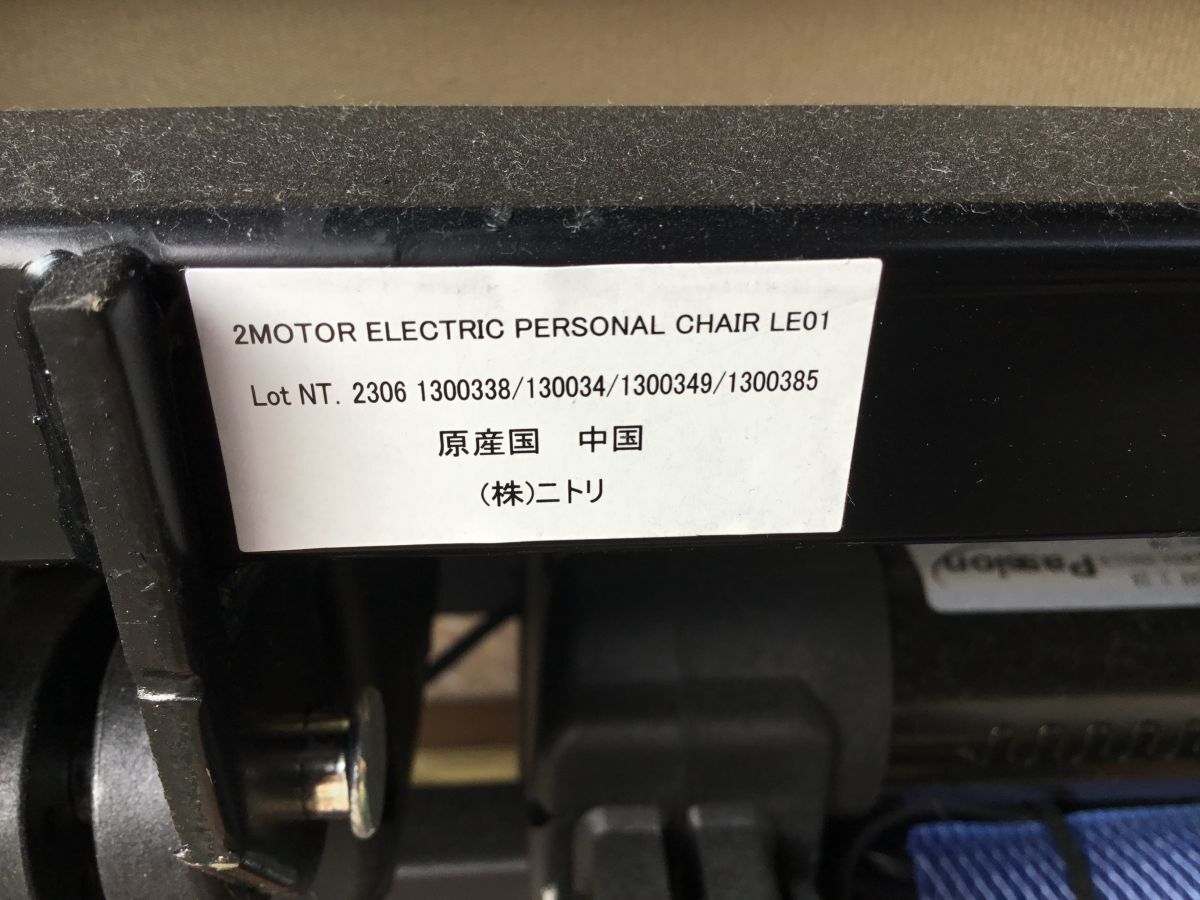 2MOTOR ELECTRIC PERSONAL CHAIR LE01
Lot NT. 2306 1300338/130034/1300349/1300385
原産国　中国
（株）ニトリ
Passion